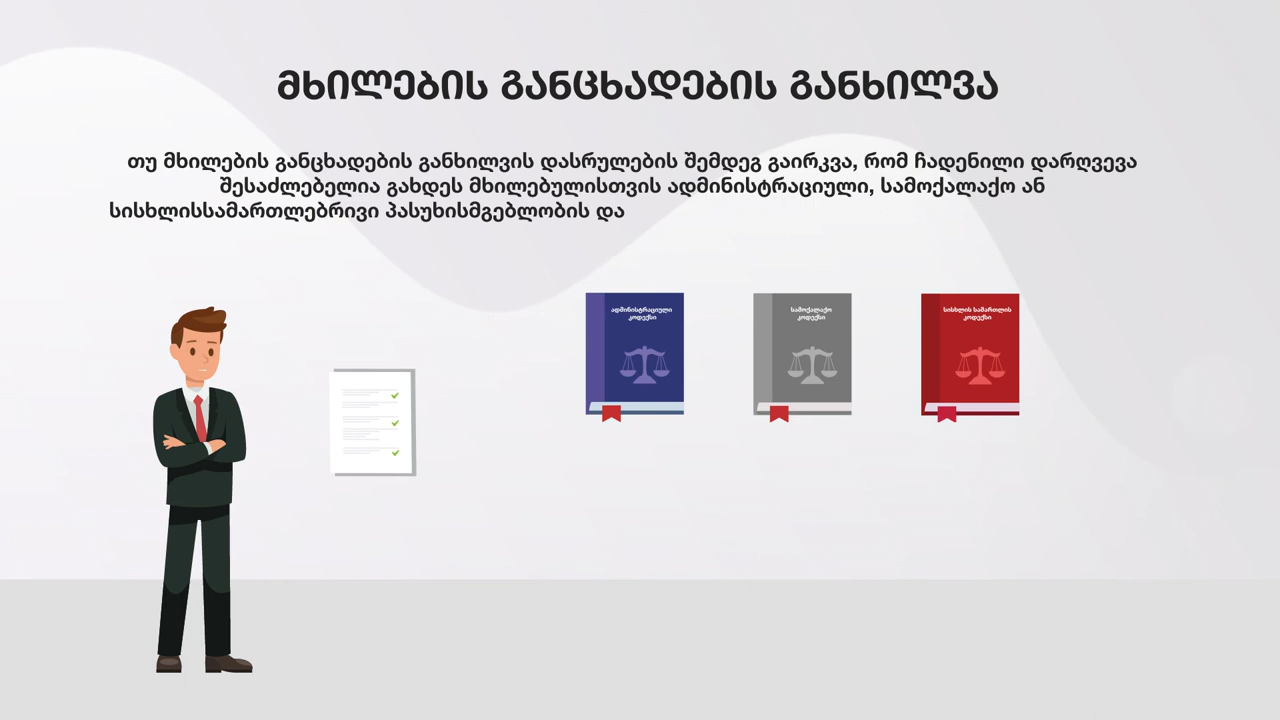 მხილების განცხადების განხილვა
თუ მხილების განცხადების განხილვის დასრულების შემდეგ გაირკვა, რომ ჩადენილი დარღვევა
შესაძლებელია გახდეს მხილებულისთვის ადმინისტრაციული, სამოქალაქო ან
სისხლისსამართლებრივი პასუხისმგებლობის და
ადმინისტრაციული
კოდექსი
სამოქალაქო
კოდექსი
სისხლის სამართლის
კოდექსი